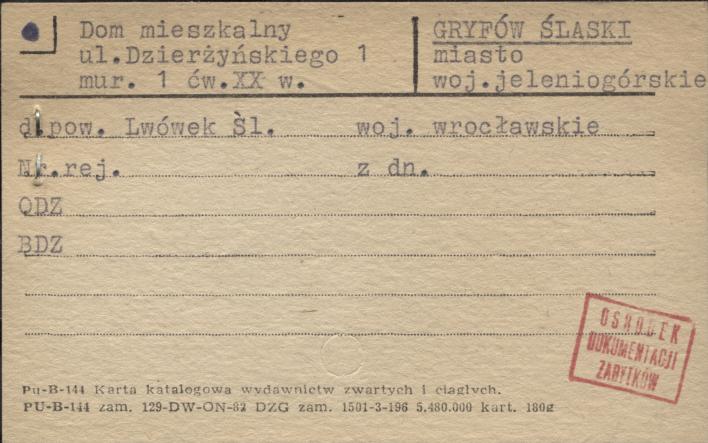 Dom mieszkalny
ul.Dzierżyńskiego 1
mur. 1 ćw.XX w.
GRYFÓW ŚLASKI
miasto
woj.jeleniogórskie
d.pow. Lwówek Śl. woj. wrocławskie
Nr.rej. z dn.
ODZ
BDZ
OSRODEK
DOKUMENTACJI
ZABYTKÓW
Pu-B-144 Karta katalogowa wydawnictw zwartych i ciągłych.
PU-B-144 zam. 129-DW-ON-82 DZG zam. 1501-3-196 5.480.000 kart. 180g